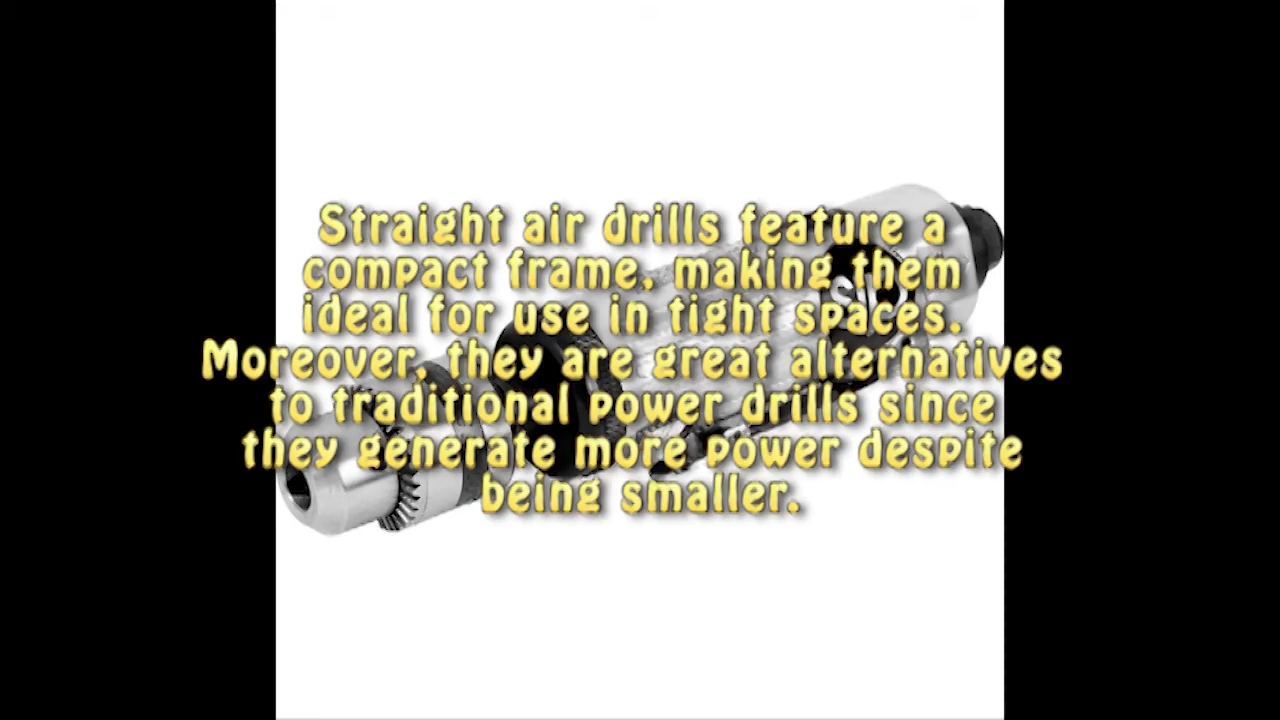 Straight air drills feature a
compact frame, making them
ideal for use in tight spaces.
Moreover, they are great alternatives
to traditional power drills since
they generate more power despite
being smaller.